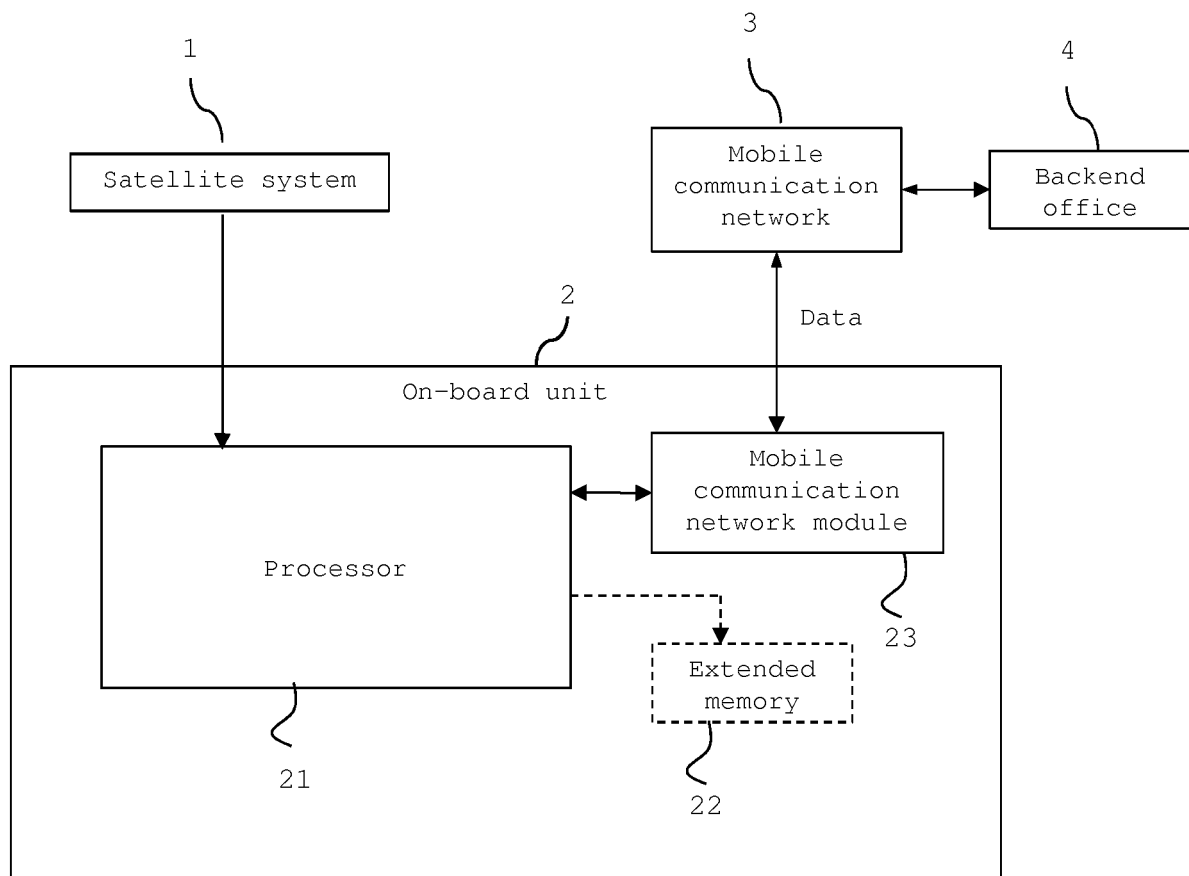 1
3
4
Satellite system
Mobile
communication
network
Backend
office
Data
2
On-board unit
Processor
Mobile
communication
network module
23
Extended
memory
21
22